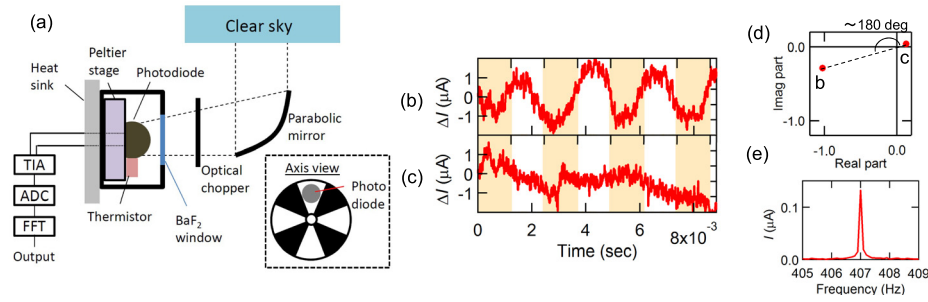 (a)
Clear sky
Peltier
stage
Heat
sink
Photodiode
Parabolic
mirror
Optical
chopper
TIA
ADC
FFT
Output
Thermistor
BaF2
window
Axis view
Photo
diode
(b)
ΔI (μA)
1
0
-1
(c)
ΔI (μA)
1
0
-1
0 2 4 6 8x10-3
Time (sec)
(d)
~180 deg
Imag part
0.0
-1.0
b
c
-1.0 0.0
Real part
(e)
I (μA)
0.1
0.0
405 406 407 408 409
Frequency (Hz)